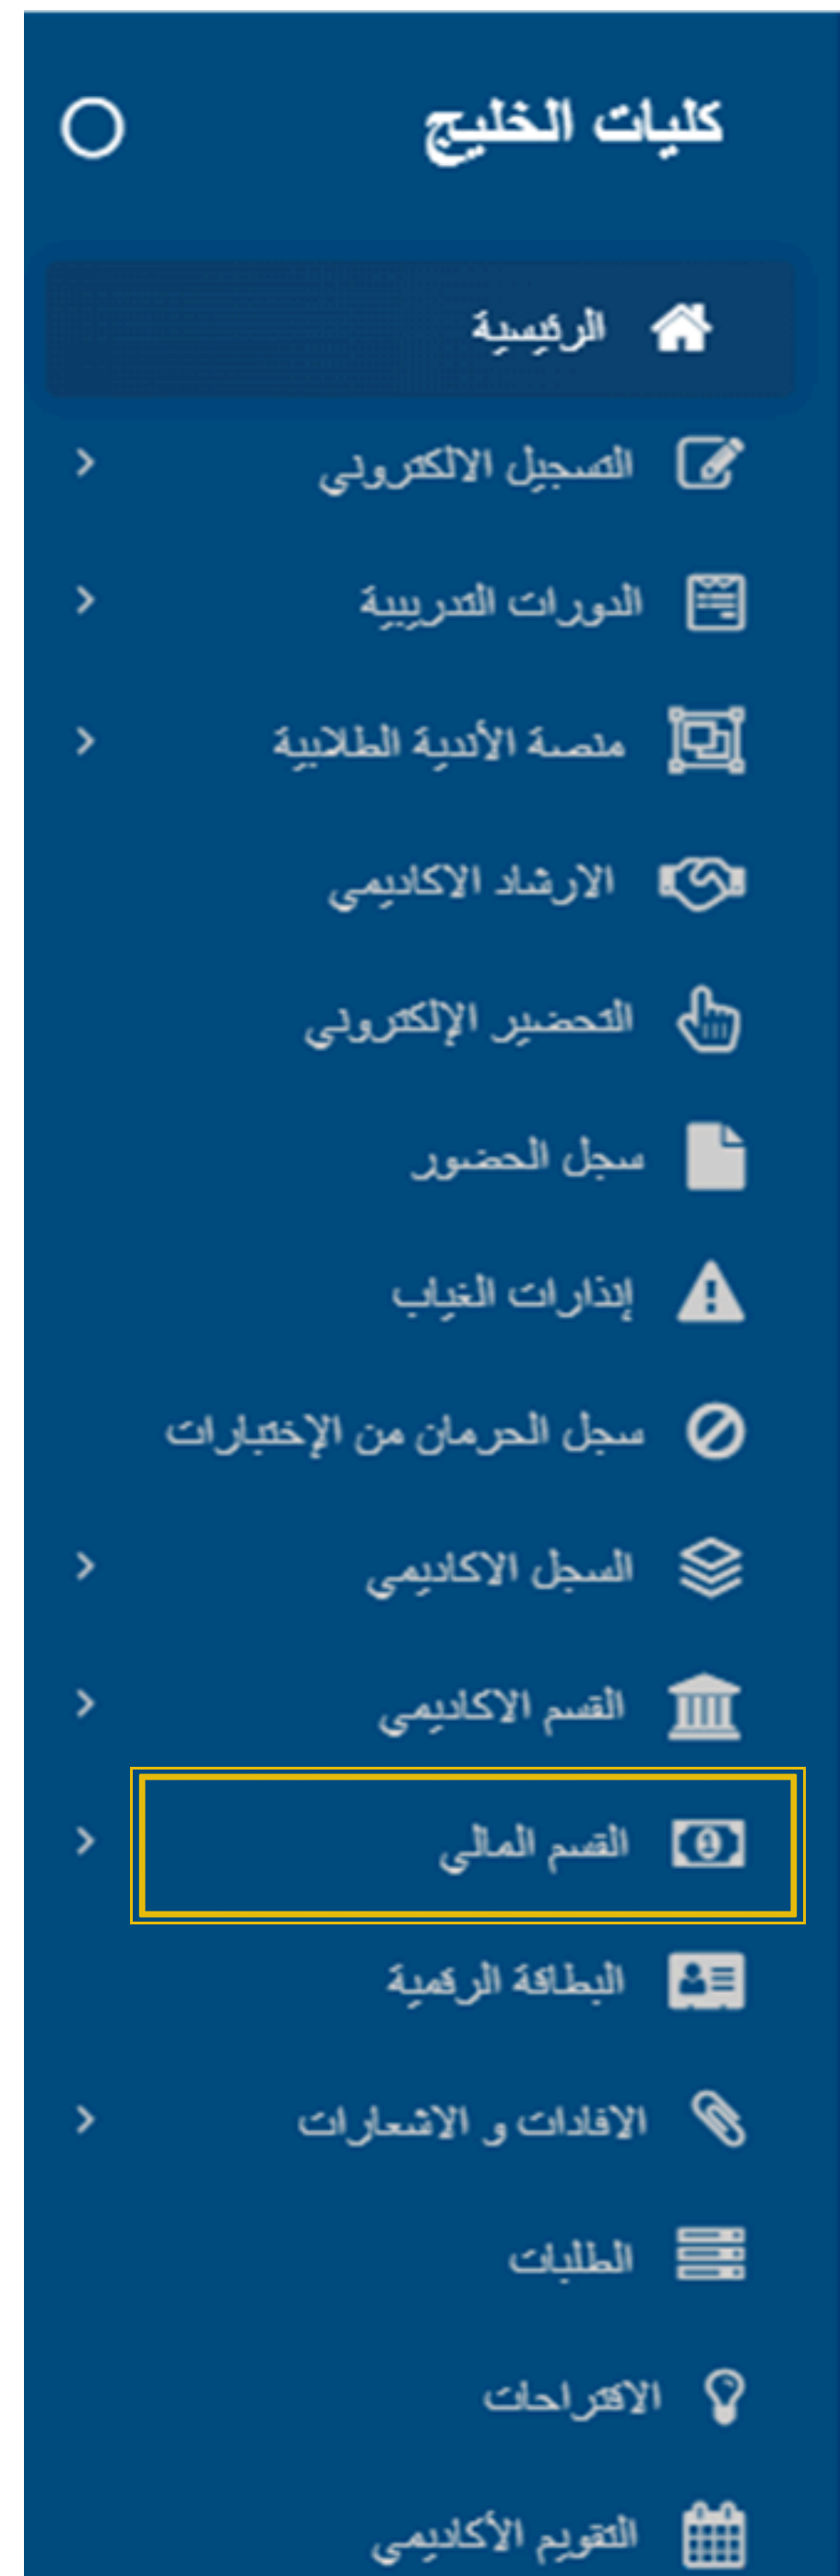 كليات الخليج
الرئيسية
التسجيل الالكتروني
الدورات التدريبية
منصة الأندية الطلابية
الارشاد الاكاديمي
التحضير الإلكتروني
سجل الحضور
إنذارات الغياب
سجل الحرمان من الإختبارات
السجل الاكاديمي
القسم الاكاديمي
القسم المالي
البطاقة الرقمية
الافادات و الاشعارات
الطلبات
الاقتراحات
التقويم الأكاديمي